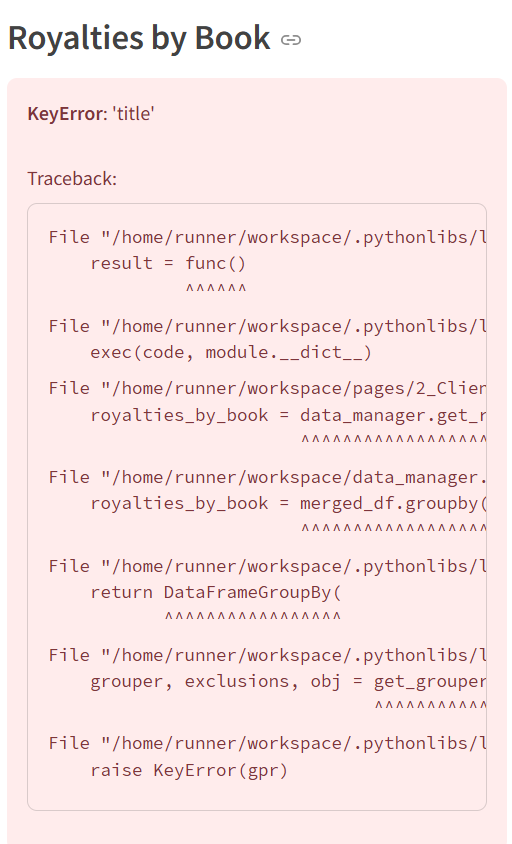 Royalties by Book
KeyError: 'title'
Traceback:
File "/home/runner/workspace/.pythonlibs/l
result = func()
^^^^^^
File "/home/runner/workspace/.pythonlibs/l
exec(code, module.__dict__)
File "/home/runner/workspace/pages/2_Clien
royalties_by_book = data_manager.get_r
^^^^^^^^^^^^^^^^^^
File "/home/runner/workspace/data_manager.
royalties_by_book = merged_df.groupby(
^^^^^^^^^^^^^^^^^^
File "/home/runner/workspace/.pythonlibs/l
return DataFrameGroupBy(
^^^^^^^^^^^^^^^^^
File "/home/runner/workspace/.pythonlibs/l
grouper, exclusions, obj = get_grouper
^^^^^^^^^^^
File "/home/runner/workspace/.pythonlibs/l
raise KeyError(gpr)